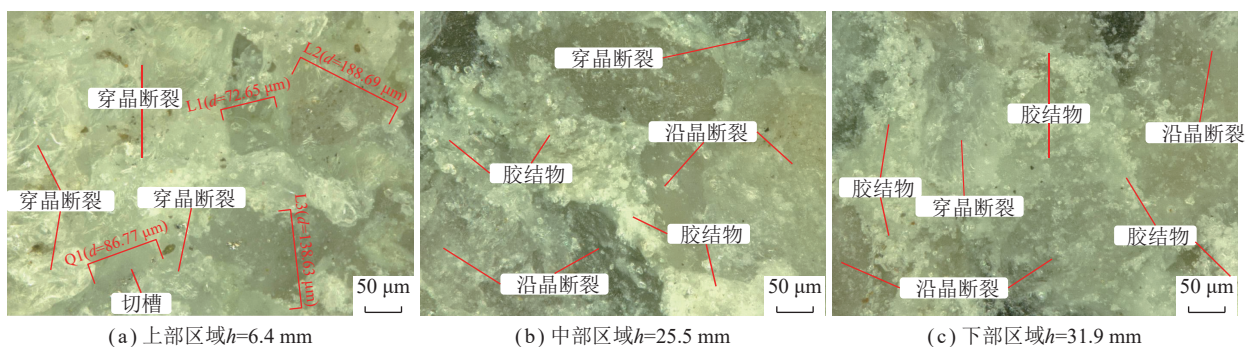 穿晶断裂
L1(d=72.65 μm)
L2(d=188.69 μm)
穿晶断裂
穿晶断裂
L3(d=138.63 μm)
Q1(d=86.77 μm)
切槽
50 μm
(a) 上部区域h=6.4 mm
穿晶断裂
沿晶断裂
胶结物
胶结物
沿晶断裂
50 μm
(b) 中部区域h=25.5 mm
胶结物
沿晶断裂
胶结物
穿晶断裂
胶结物
沿晶断裂
50 μm
(c) 下部区域h=31.9 mm